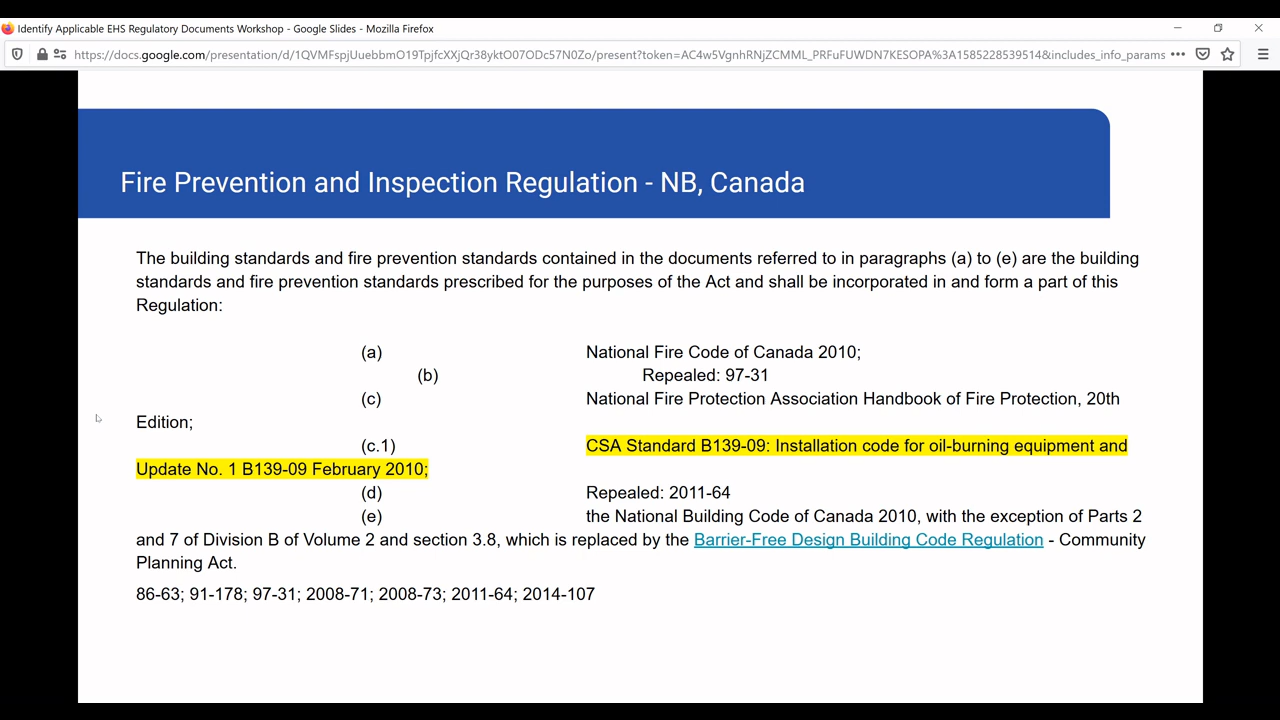 Identify Applicable EHS Regulatory Documents Workshop - Google Slides - Mozilla Firefox
https://docs.google.com/presentation/d/1QVMFspjUuebbmO19TpjfcXXjQr38yktO07ODc57N0Zo/present?token=AC4w5VgnhRNjZCMML_PRFuFUWDN7KESOPA%3A1585228539514&includes_info_params
Fire Prevention and Inspection Regulation - NB, Canada
The building standards and fire prevention standards contained in the documents referred to in paragraphs (a) to (e) are the building
standards and fire prevention standards prescribed for the purposes of the Act and shall be incorporated in and form a part of this
Regulation:
(a) National Fire Code of Canada 2010;
(b) Repealed: 97-31
(c) National Fire Protection Association Handbook of Fire Protection, 20th
Edition;
(c.1) CSA Standard B139-09: Installation code for oil-burning equipment and
Update No. 1 B139-09 February 2010;
(d) Repealed: 2011-64
(e) the National Building Code of Canada 2010, with the exception of Parts 2
and 7 of Division B of Volume 2 and section 3.8, which is replaced by the Barrier-Free Design Building Code Regulation - Community
Planning Act.
86-63; 91-178; 97-31; 2008-71; 2008-73; 2011-64; 2014-107